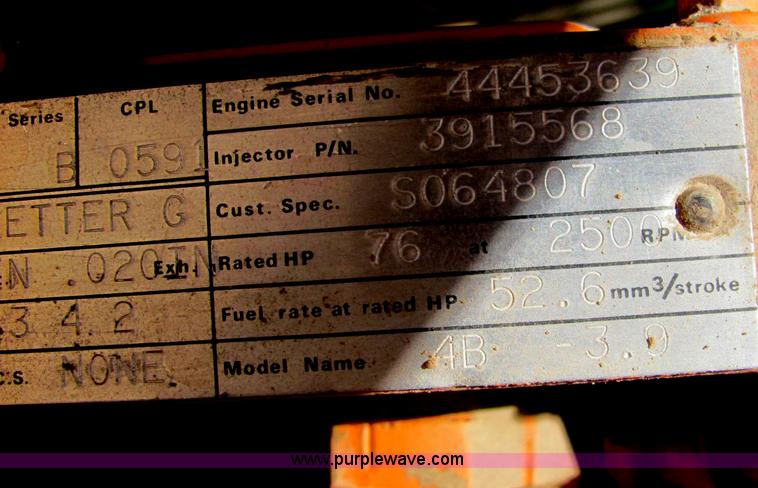 Series CPL Engine Serial No. 44453639
B 0591 Injector P/N. 3915568
ETTER G Cust. Spec. S064807
EN .020IN Exh. Rated HP 76 at 2500 RPM
3 4.2 Fuel rate at rated HP 52.6 mm³/stroke
C.S. NONE Model Name 4B -3.9
www.purplewave.com